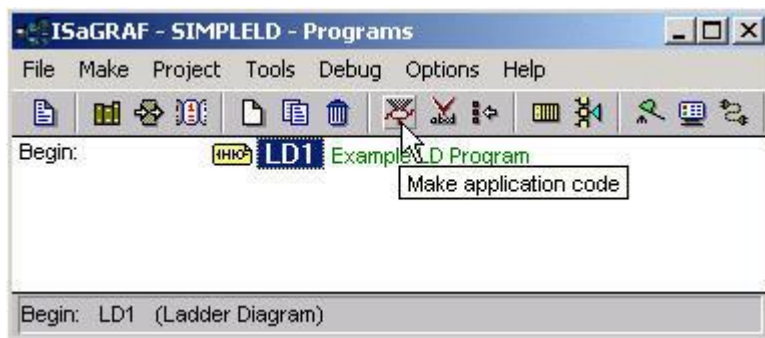 ISaGRAF - SIMPLELD - Programs
File Make Project Tools Debug Options Help
Begin: LD1 Example LD Program
Make application code
Begin: LD1 (Ladder Diagram)